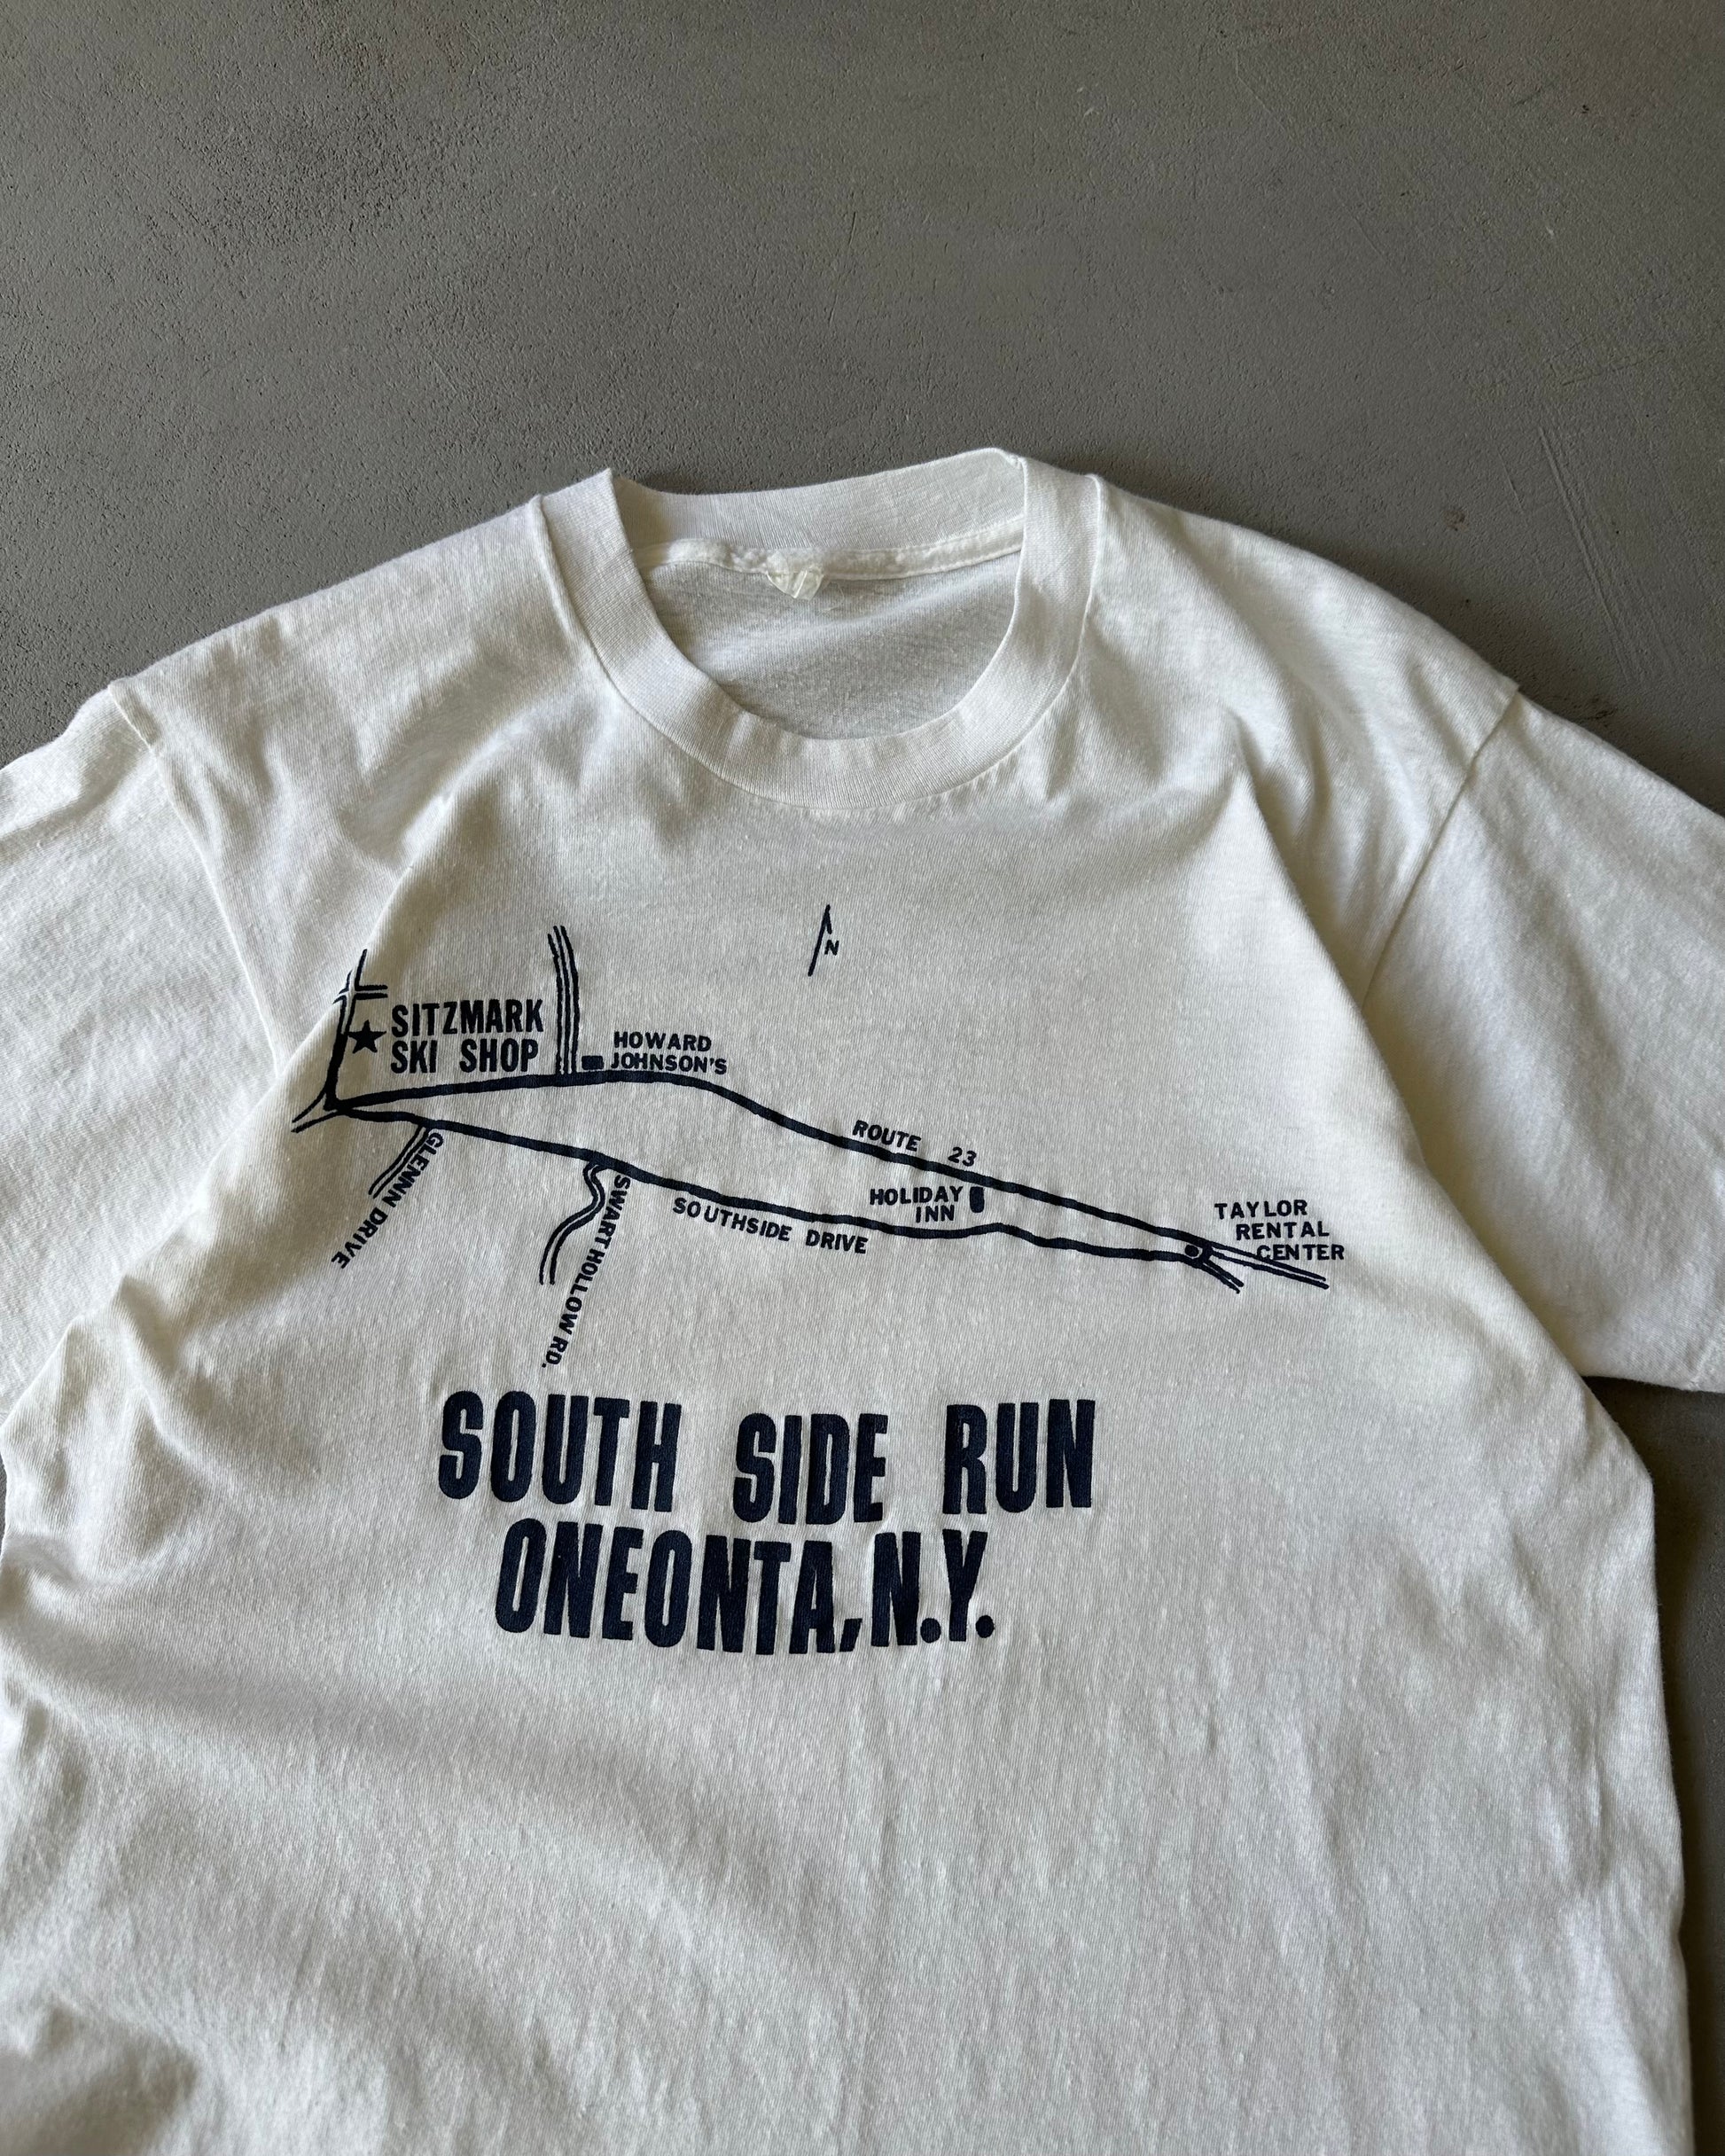 N
SITZMARK
SKI SHOP
HOWARD
JOHNSON'S
ROUTE 23
HOLIDAY
INN
TAYLOR
RENTAL
CENTER
GLENN DRIVE
SWART HOLLOW RD.
SOUTHSIDE DRIVE
SOUTH SIDE RUN
ONEONTA, N.Y.